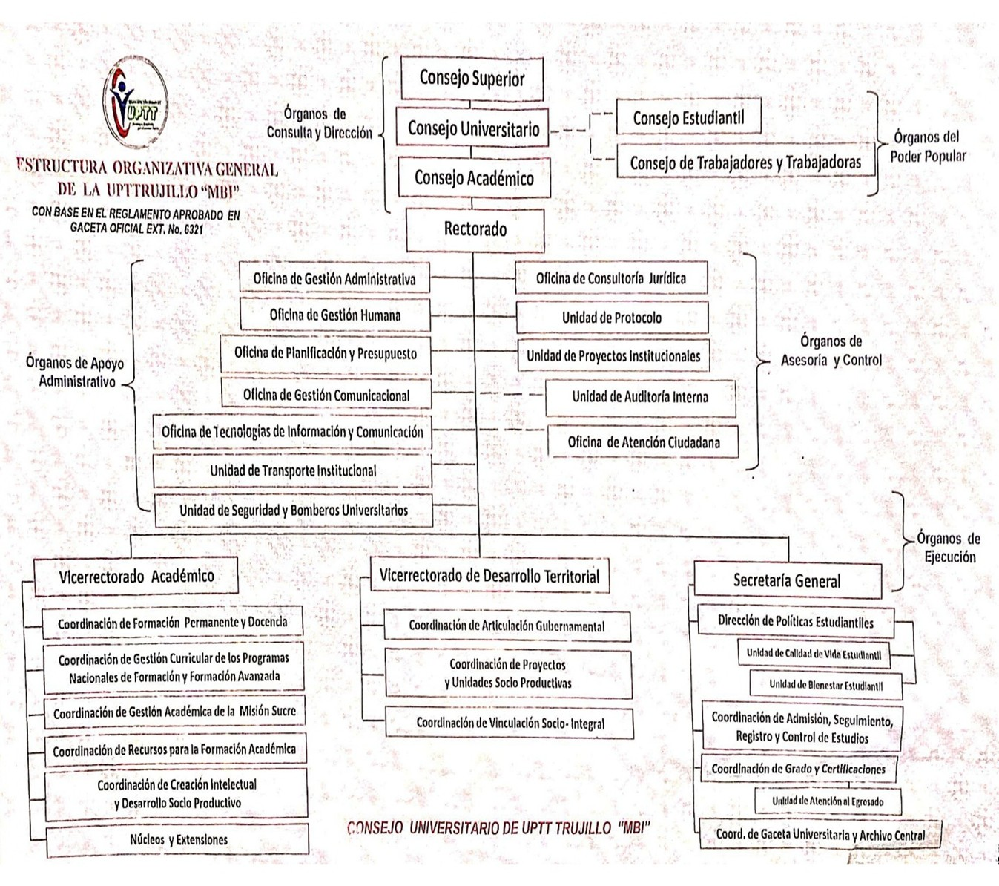 UPTT
ESTRUCTURA ORGANIZATIVA GENERAL
DE LA UPTTRUJILLO “MBI”
CON BASE EN EL REGLAMENTO APROBADO EN
GACETA OFICIAL EXT. No. 6321
Órganos de
Consulta y Dirección
Consejo Superior
Consejo Universitario
Consejo Académico
Rectorado
Consejo Estudiantil
Consejo de Trabajadores y Trabajadoras
Órganos del
Poder Popular
Órganos de Apoyo
Administrativo
Oficina de Gestión Administrativa
Oficina de Gestión Humana
Oficina de Planificación y Presupuesto
Oficina de Gestión Comunicacional
Oficina de Tecnologías de Información y Comunicación
Unidad de Transporte Institucional
Unidad de Seguridad y Bomberos Universitarios
Oficina de Consultoría Jurídica
Unidad de Protocolo
Unidad de Proyectos Institucionales
Unidad de Auditoría Interna
Oficina de Atención Ciudadana
Órganos de
Asesoría y Control
Órganos de
Ejecución
Vicerrectorado Académico
Coordinación de Formación Permanente y Docencia
Coordinación de Gestión Curricular de los Programas
Nacionales de Formación y Formación Avanzada
Coordinación de Gestión Académica de la Misión Sucre
Coordinación de Recursos para la Formación Académica
Coordinación de Creación Intelectual
y Desarrollo Socio Productivo
Núcleos y Extensiones
Vicerrectorado de Desarrollo Territorial
Coordinación de Articulación Gubernamental
Coordinación de Proyectos
y Unidades Socio Productivas
Coordinación de Vinculación Socio- Integral
Secretaría General
Dirección de Políticas Estudiantiles
Unidad de Calidad de Vida Estudiantil
Unidad de Bienestar Estudiantil
Coordinación de Admisión, Seguimiento,
Registro y Control de Estudios
Coordinación de Grado y Certificaciones
Unidad de Atención al Egresado
Coord. de Gaceta Universitaria y Archivo Central
CONSEJO UNIVERSITARIO DE UPTT TRUJILLO “MBI”